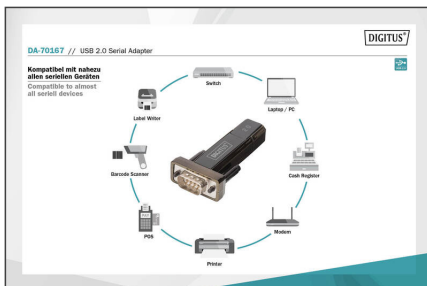 DIGITUS®
DA-70167 // USB 2.0 Serial Adapter
Kompatibel mit nahezu
allen seriellen Geräten
Compatible to almost
all seriell devices
Switch
Label Writer
Laptop / PC
Barcode Scanner
Cash Register
POS
Modem
Printer